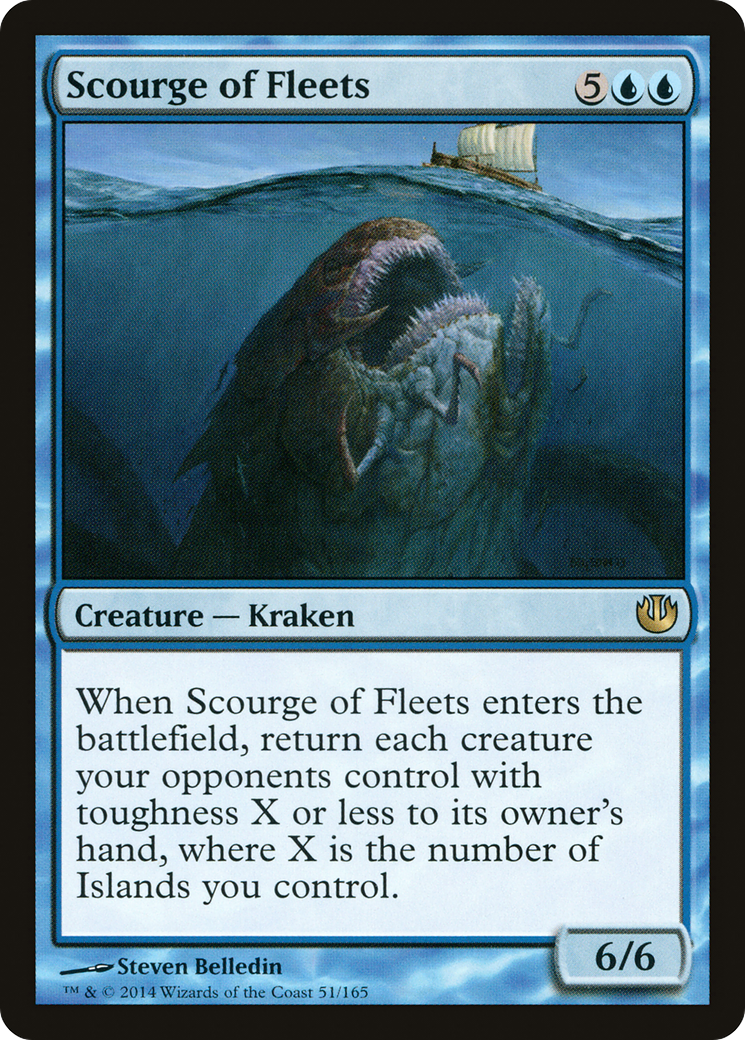 Scourge of Fleets 5
Creature — Kraken
When Scourge of Fleets enters the
battlefield, return each creature
your opponents control with
toughness X or less to its owner's
hand, where X is the number of
Islands you control.
6/6
Steven Belledin
™ & © 2014 Wizards of the Coast 51/165